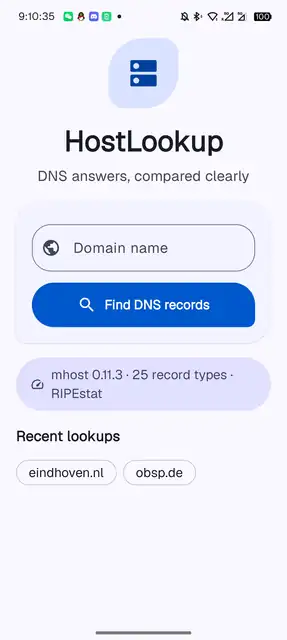 9:10:35
100
HostLookup
DNS answers, compared clearly
Domain name
Find DNS records
mhost 0.11.3 · 25 record types ·
RIPEstat
Recent lookups
eindhoven.nl
obsp.de